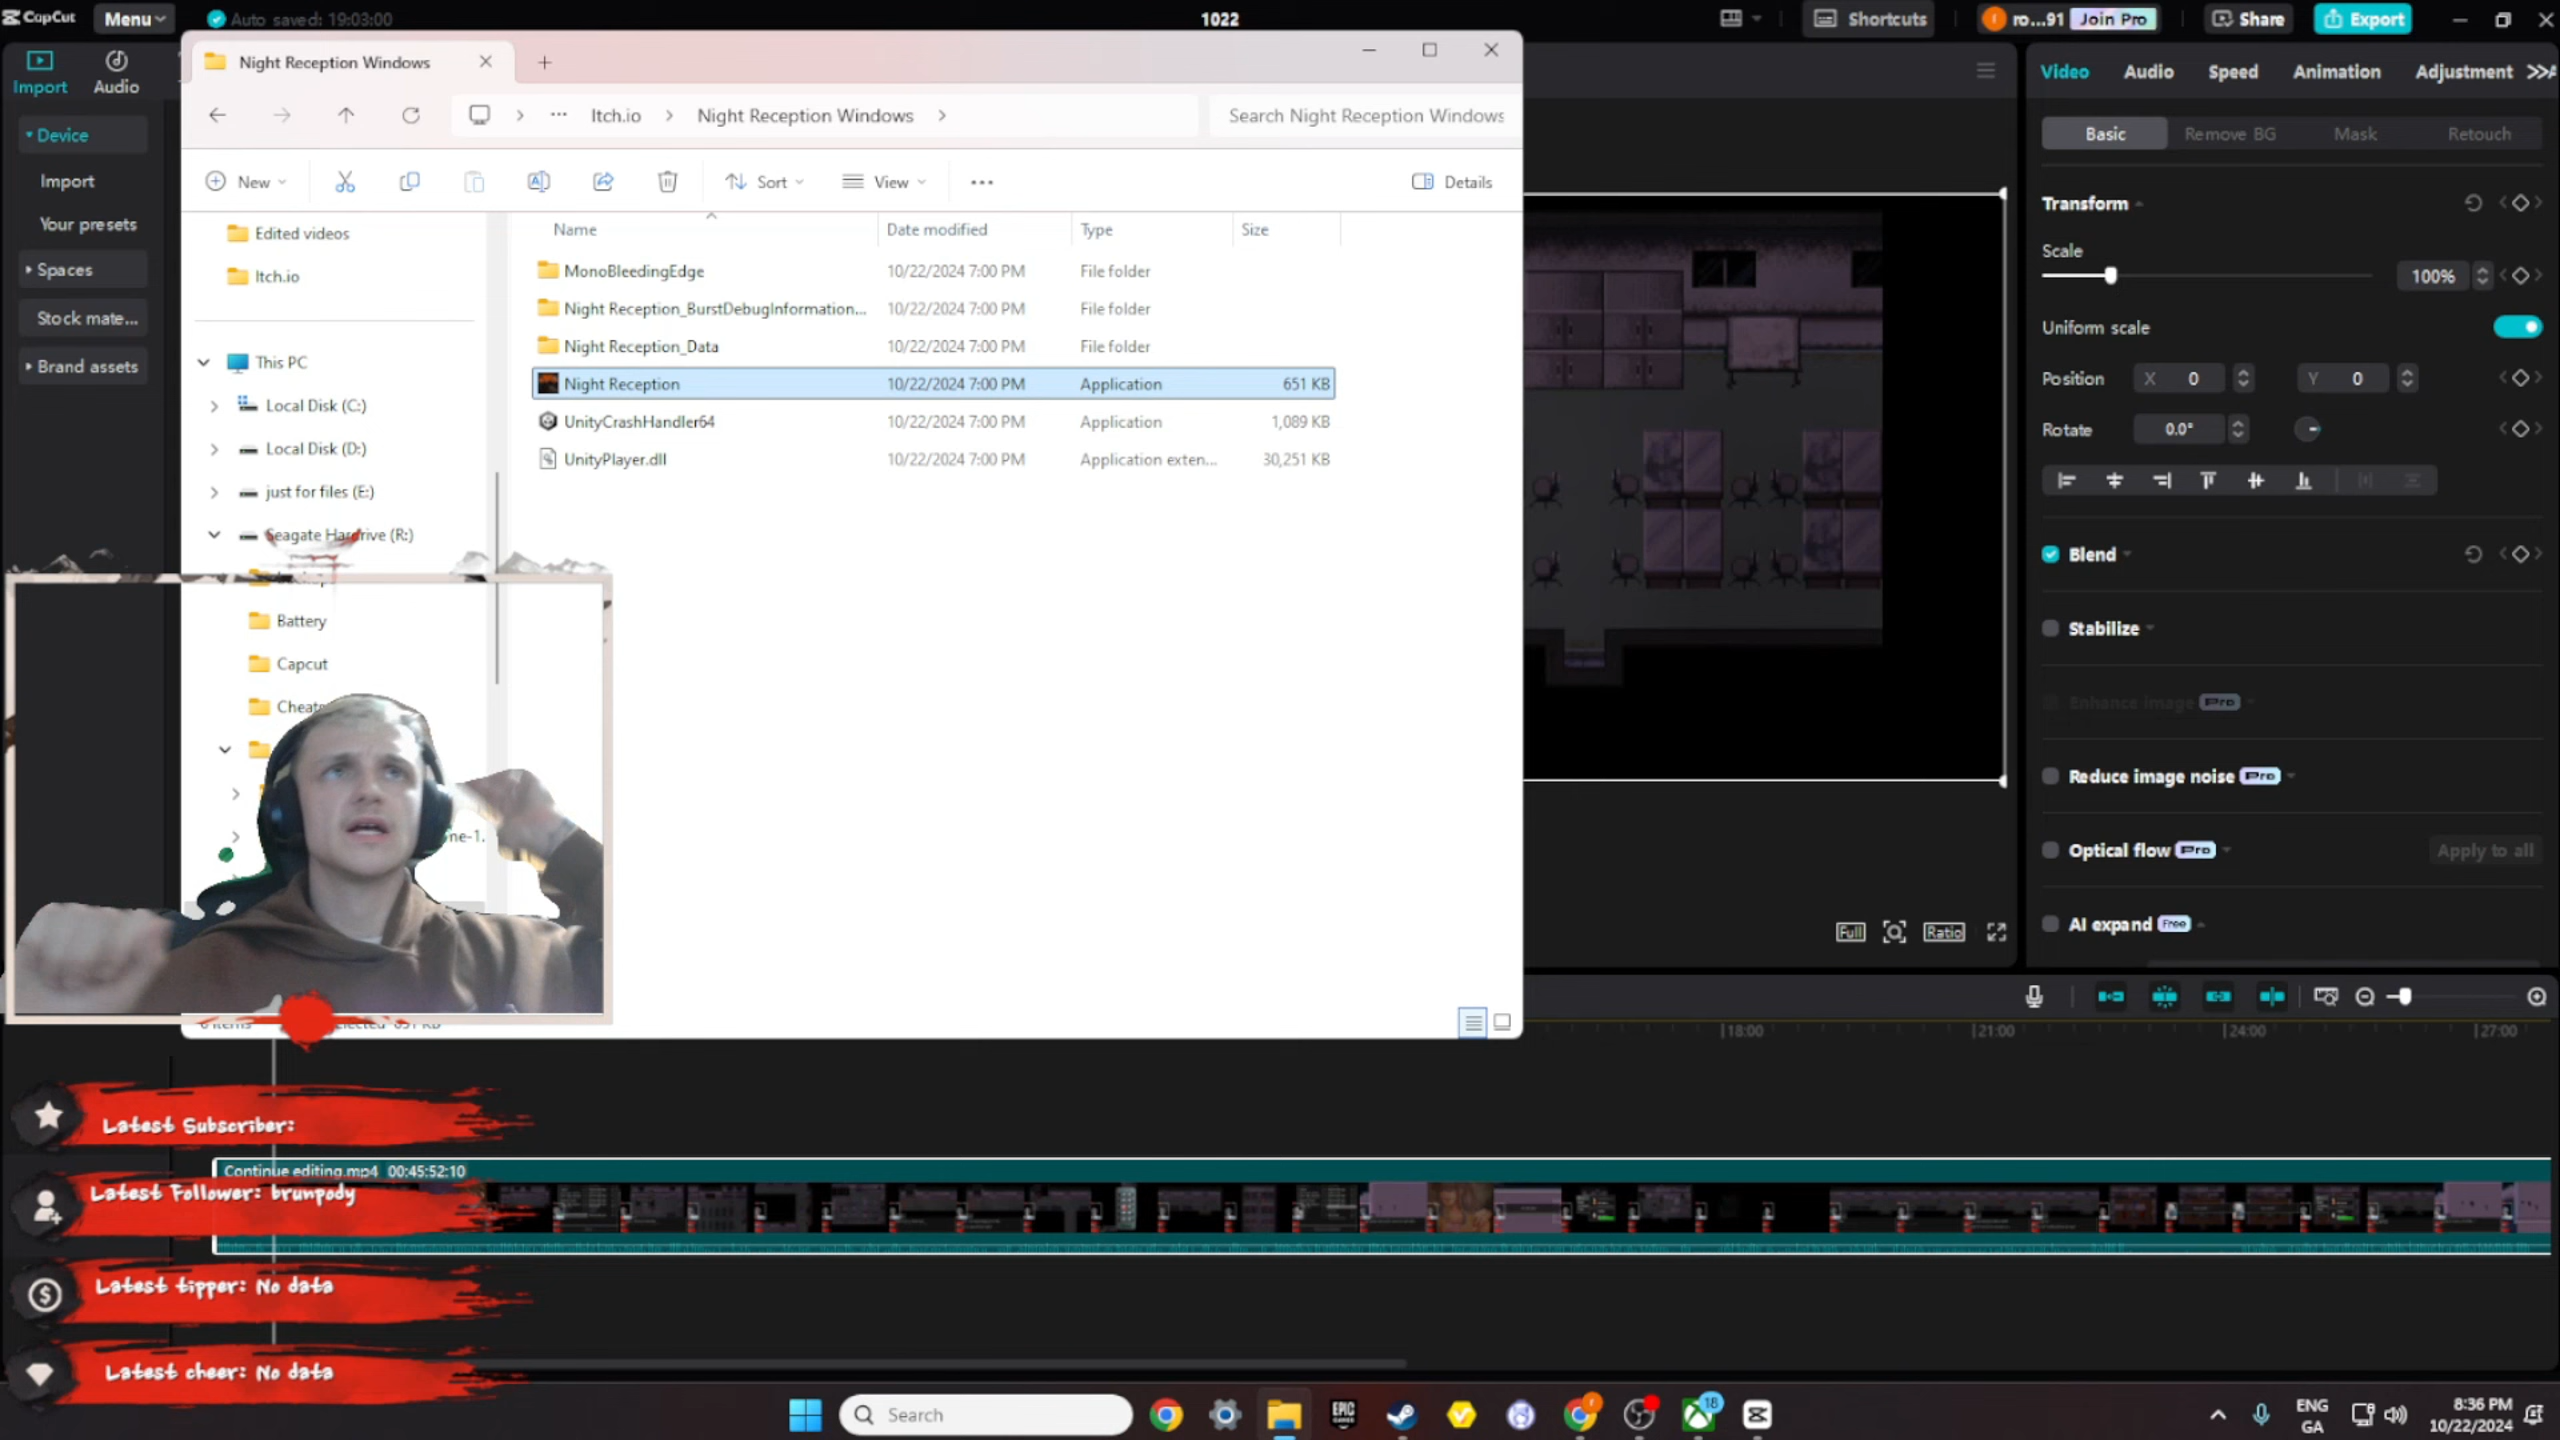 CapCut Menu Auto saved: 19:03:00 1022 Shortcuts ro...91 Join Pro Share Export
Import Audio
Night Reception Windows
Video Audio Speed Animation Adjustment
Itch.io Night Reception Windows Search Night Reception Windows
Device
Basic Remove BG Mask Retouch
Import
New Sort View Details
Your presets
Transform
Edited videos
Name Date modified Type Size
Scale
Spaces
Itch.io
MonoBleedingEdge 10/22/2024 7:00 PM File folder
100%
Stock mate...
Night Reception_BurstDebugInformation... 10/22/2024 7:00 PM File folder
Uniform scale
Night Reception_Data 10/22/2024 7:00 PM File folder
Brand assets
This PC
Night Reception 10/22/2024 7:00 PM Application 651 KB
Position X 0 Y 0
Local Disk (C:)
UnityCrashHandler64 10/22/2024 7:00 PM Application 1,089 KB
Rotate 0.0°
Local Disk (D:)
UnityPlayer.dll 10/22/2024 7:00 PM Application exten... 30,251 KB
just for files (E:)
Seagate Hardrive (R:)
Blend
Battery
Stabilize
Capcut
Enhance image Pro
Reduce image noise Pro
ne-1.
Optical flow Pro Apply to all
AI expand Free
Full Ratio
651 KB
18:00 21:00 24:00 27:00
Latest Subscriber:
Continue editing.mp4 00:45:52:10
Latest Follower: brunpody
Latest tipper: No data
Latest cheer: No data
Search
EPIC GAMES
18
ENG
GA
8:36 PM
10/22/2024